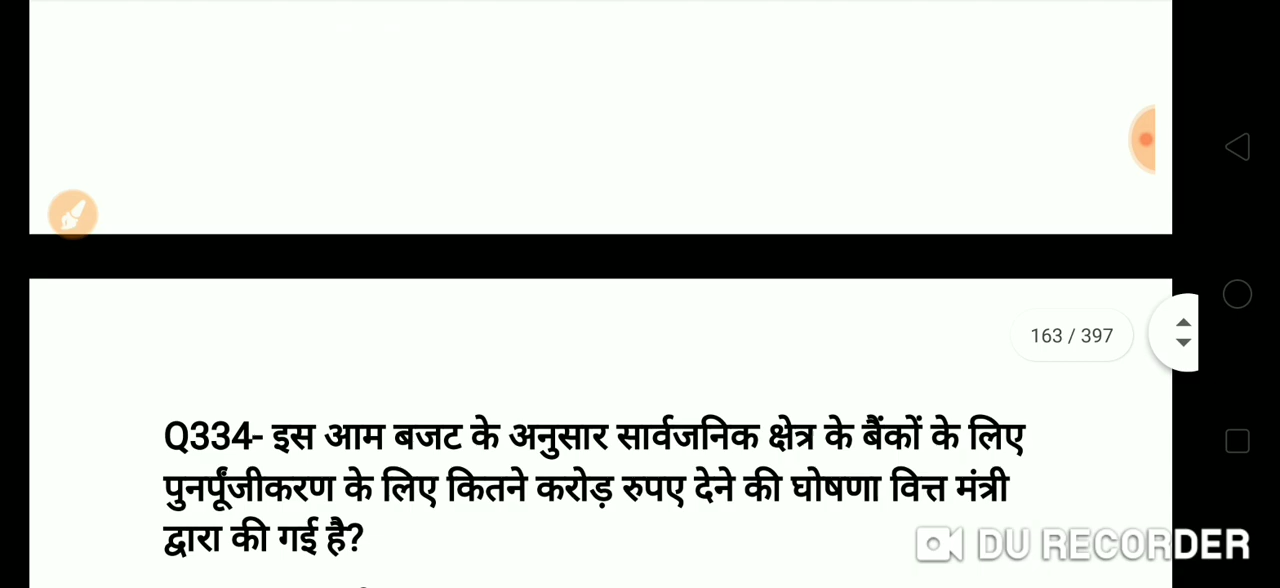 163 / 397
Q334- इस आम बजट के अनुसार सार्वजनिक क्षेत्र के बैंकों के लिए
पुनर्पूंजीकरण के लिए कितने करोड़ रुपए देने की घोषणा वित्त मंत्री
द्वारा की गई है?
DU RECORDER